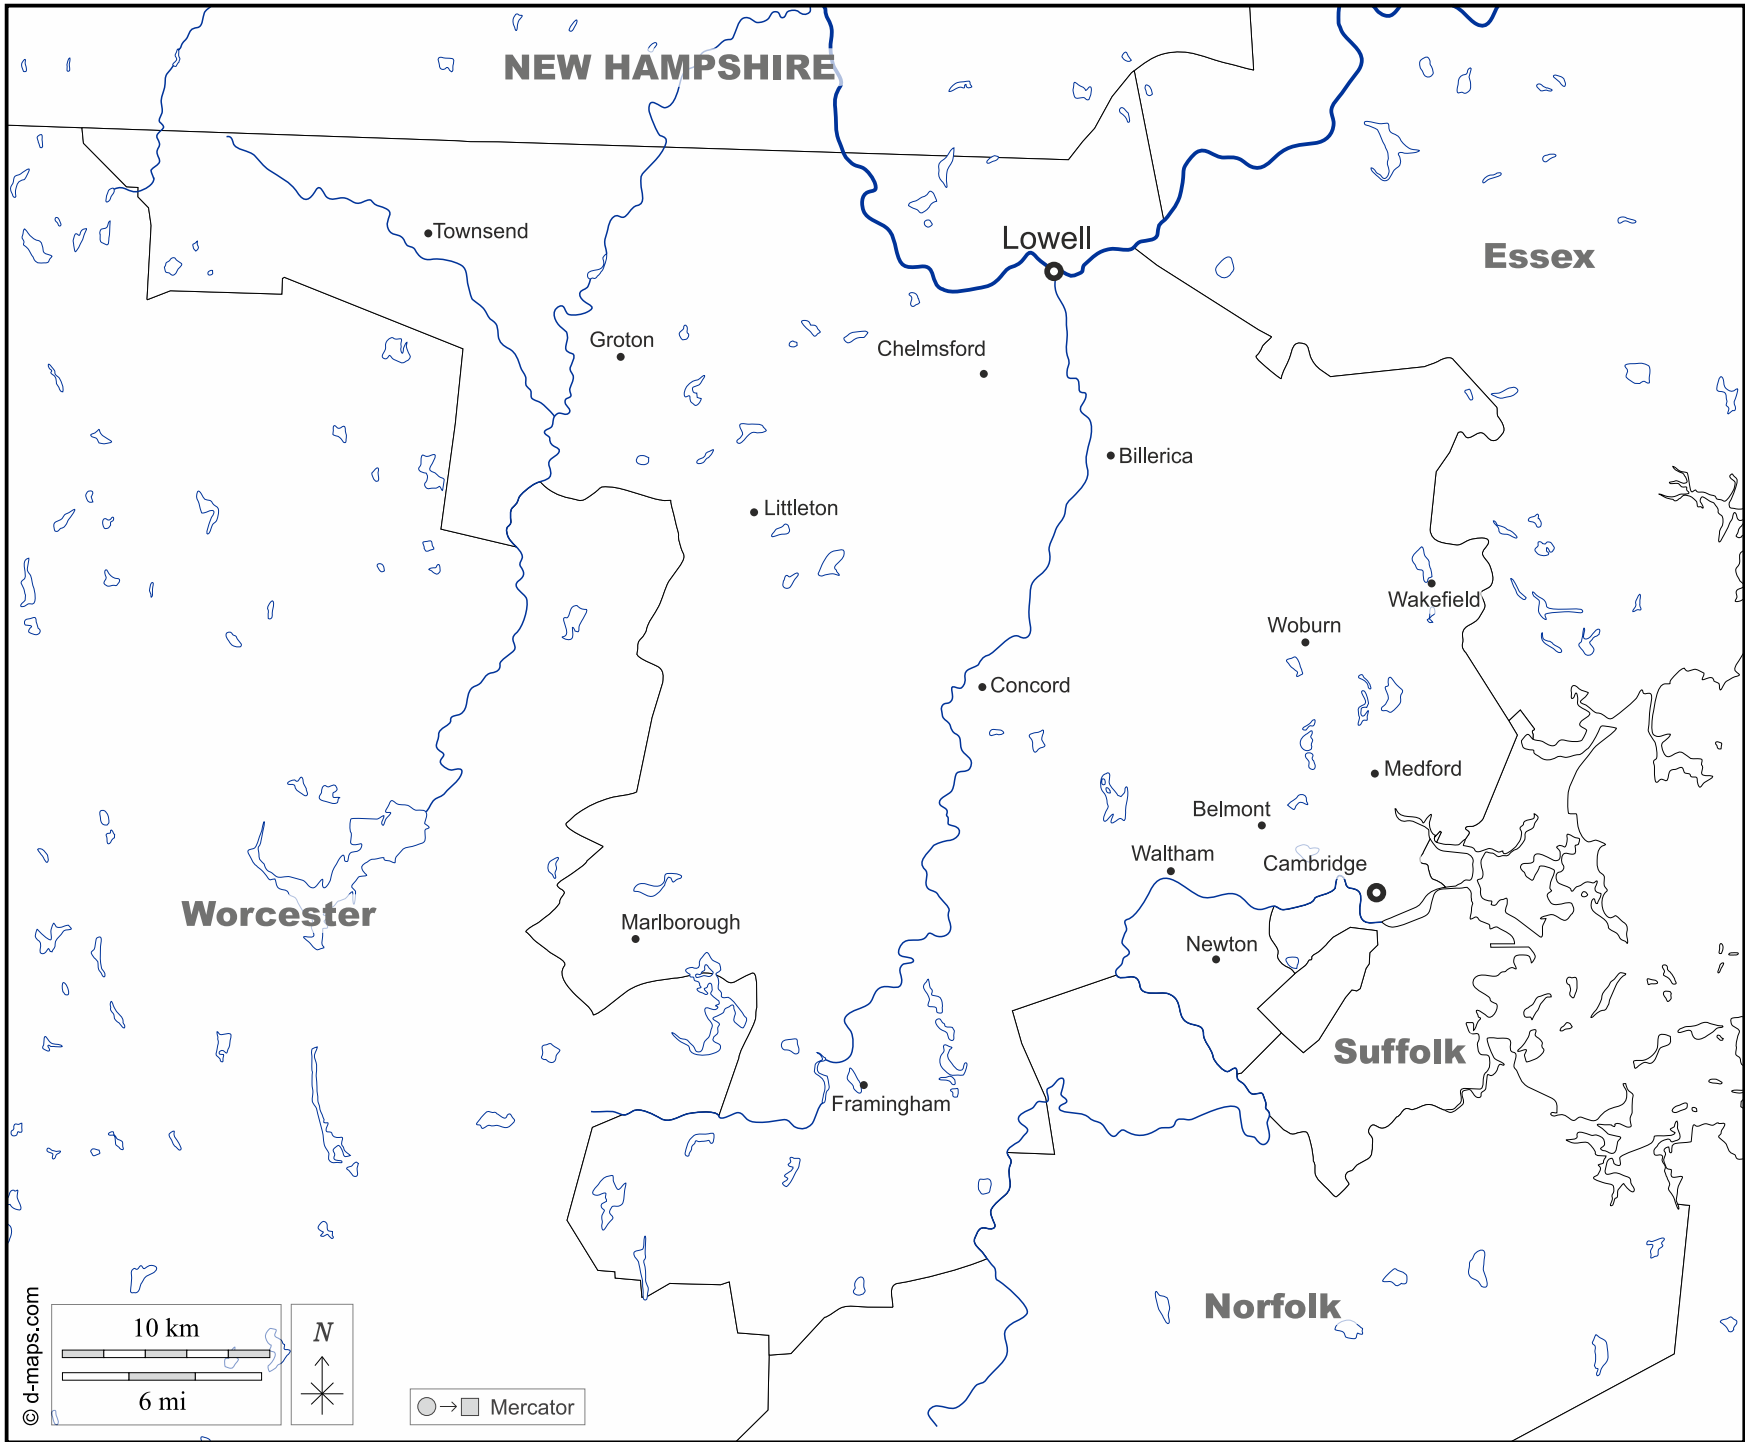 NEW HAMPSHIRE
Townsend
Lowell
Essex
Groton
Chelmsford
Billerica
Littleton
Wakefield
Woburn
Concord
Medford
Belmont
Waltham
Cambridge
Worcester
Marlborough
Newton
Suffolk
Framingham
Norfolk
10 km
6 mi
N
Mercator
© d-maps.com